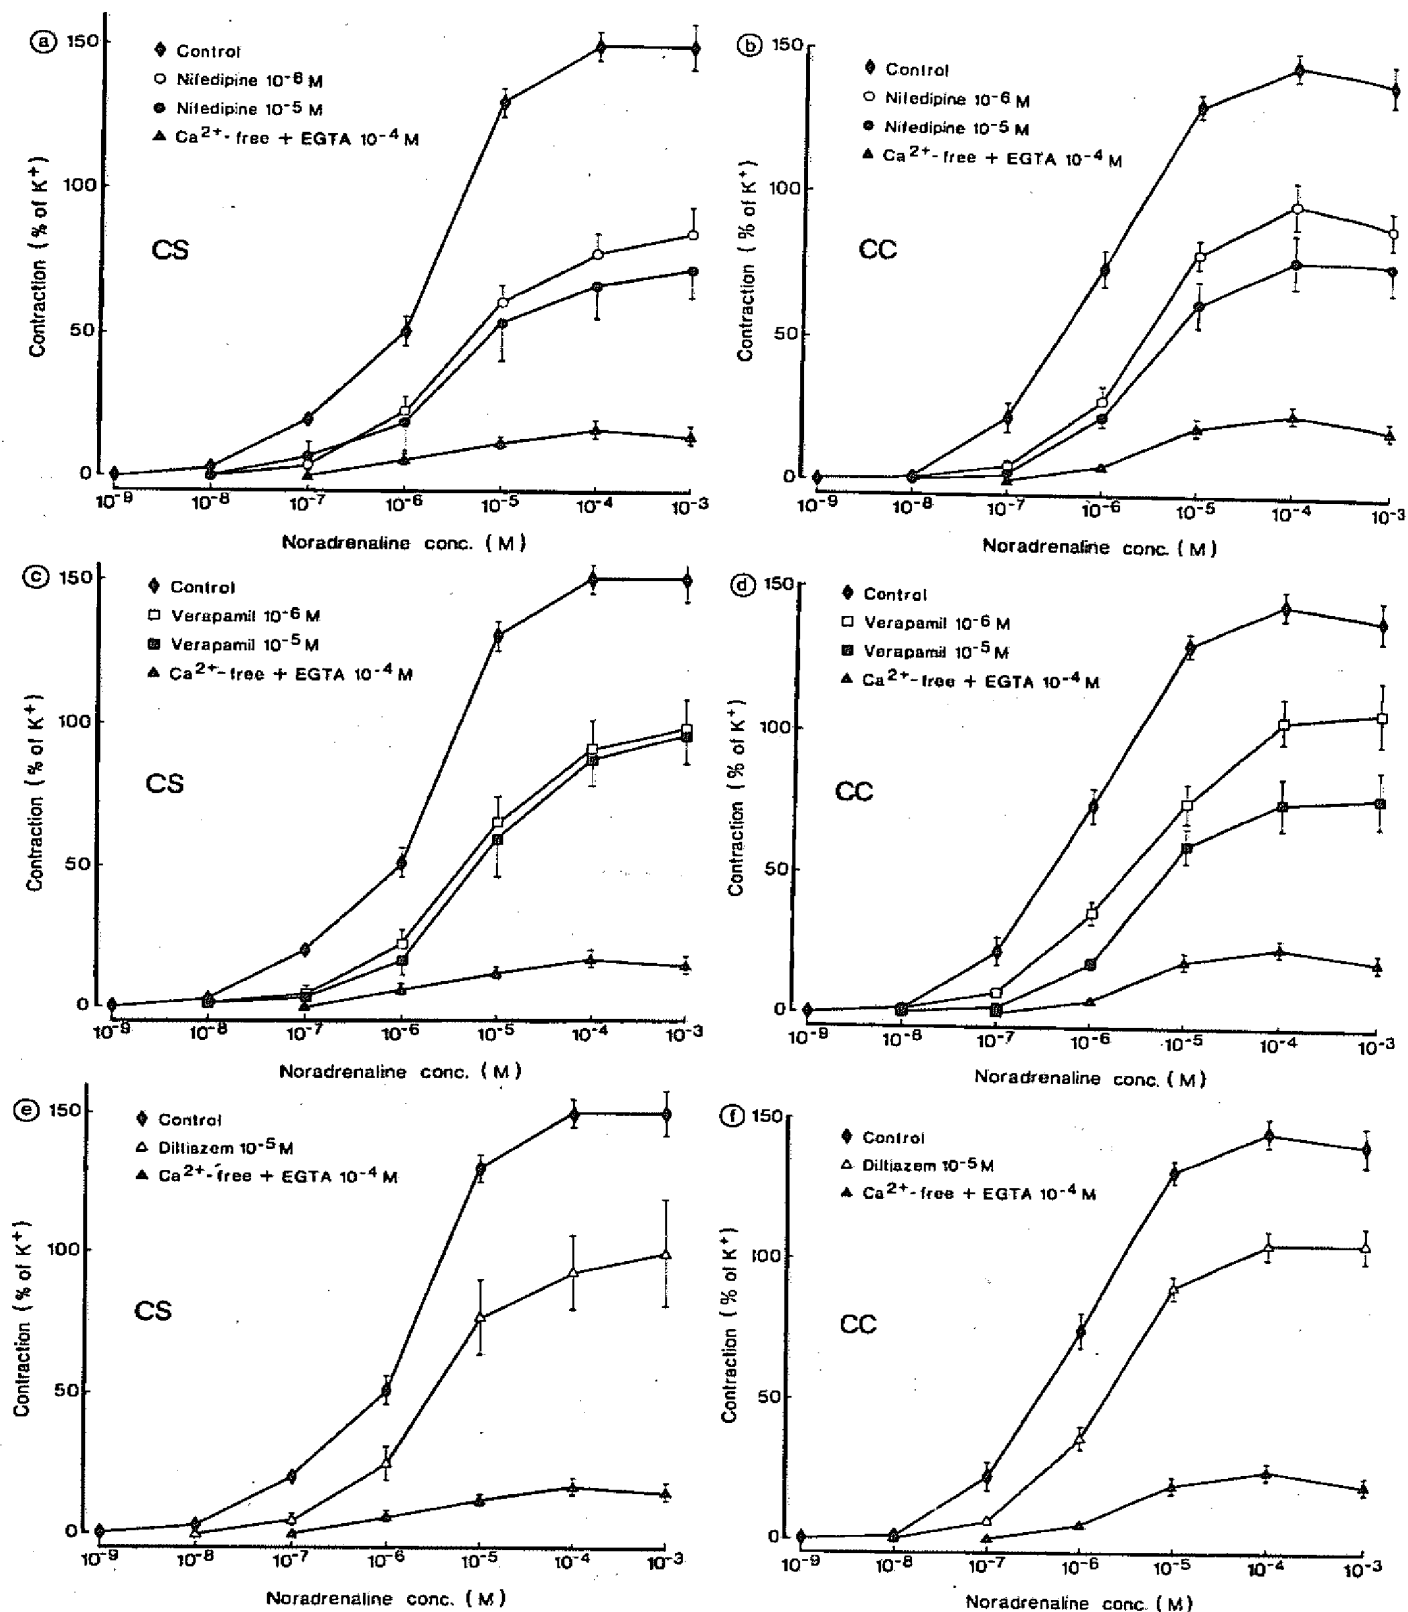 ⓐ
150
100
50
0
Contraction (% of K⁺)
Control
Nifedipine 10⁻⁶ M
Nifedipine 10⁻⁵ M
Ca²⁺-free + EGTA 10⁻⁴ M
CS
10⁻⁹ 10⁻⁸ 10⁻⁷ 10⁻⁶ 10⁻⁵ 10⁻⁴ 10⁻³
Noradrenaline conc. (M)
ⓑ
150
100
50
0
Contraction (% of K⁺)
Control
Nifedipine 10⁻⁶ M
Nifedipine 10⁻⁵ M
Ca²⁺-free + EGTA 10⁻⁴ M
CC
10⁻⁹ 10⁻⁸ 10⁻⁷ 10⁻⁶ 10⁻⁵ 10⁻⁴ 10⁻³
Noradrenaline conc. (M)
ⓒ
150
100
50
0
Contraction (% of K⁺)
Control
Verapamil 10⁻⁶ M
Verapamil 10⁻⁵ M
Ca²⁺-free + EGTA 10⁻⁴ M
CS
10⁻⁹ 10⁻⁸ 10⁻⁷ 10⁻⁶ 10⁻⁵ 10⁻⁴ 10⁻³
Noradrenaline conc. (M)
ⓓ
150
100
50
0
Contraction (% of K⁺)
Control
Verapamil 10⁻⁶ M
Verapamil 10⁻⁵ M
Ca²⁺-free + EGTA 10⁻⁴ M
CC
10⁻⁹ 10⁻⁸ 10⁻⁷ 10⁻⁶ 10⁻⁵ 10⁻⁴ 10⁻³
Noradrenaline conc. (M)
ⓔ
150
100
50
0
Contraction (% of K⁺)
Control
Diltiazem 10⁻⁵ M
Ca²⁺-free + EGTA 10⁻⁴ M
CS
10⁻⁹ 10⁻⁸ 10⁻⁷ 10⁻⁶ 10⁻⁵ 10⁻⁴ 10⁻³
Noradrenaline conc. (M)
ⓕ
150
100
50
0
Contraction (% of K⁺)
Control
Diltiazem 10⁻⁵ M
Ca²⁺-free + EGTA 10⁻⁴ M
CC
10⁻⁹ 10⁻⁸ 10⁻⁷ 10⁻⁶ 10⁻⁵ 10⁻⁴ 10⁻³
Noradrenaline conc. (M)